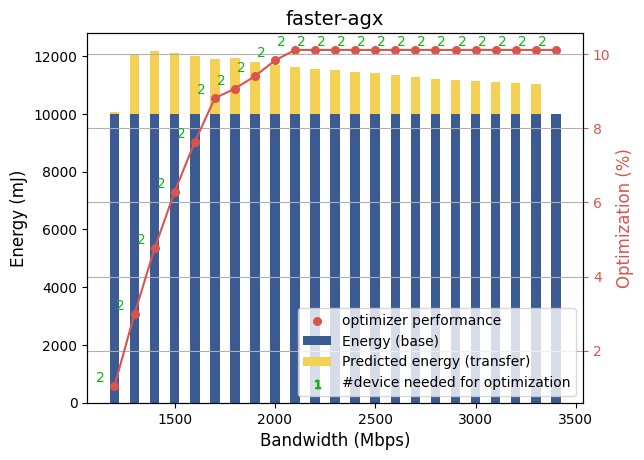 faster-agx
2 2 2 2 2 2 2 2 2 2 2 2 2 2 2 2 2 2 2 2 2 2 2
12000
10000
8000
6000
4000
2000
0
Energy (mJ)
10
8
6
4
2
Optimization (%)
optimizer performance
Energy (base)
Predicted energy (transfer)
1 #device needed for optimization
1500 2000 2500 3000 3500
Bandwidth (Mbps)